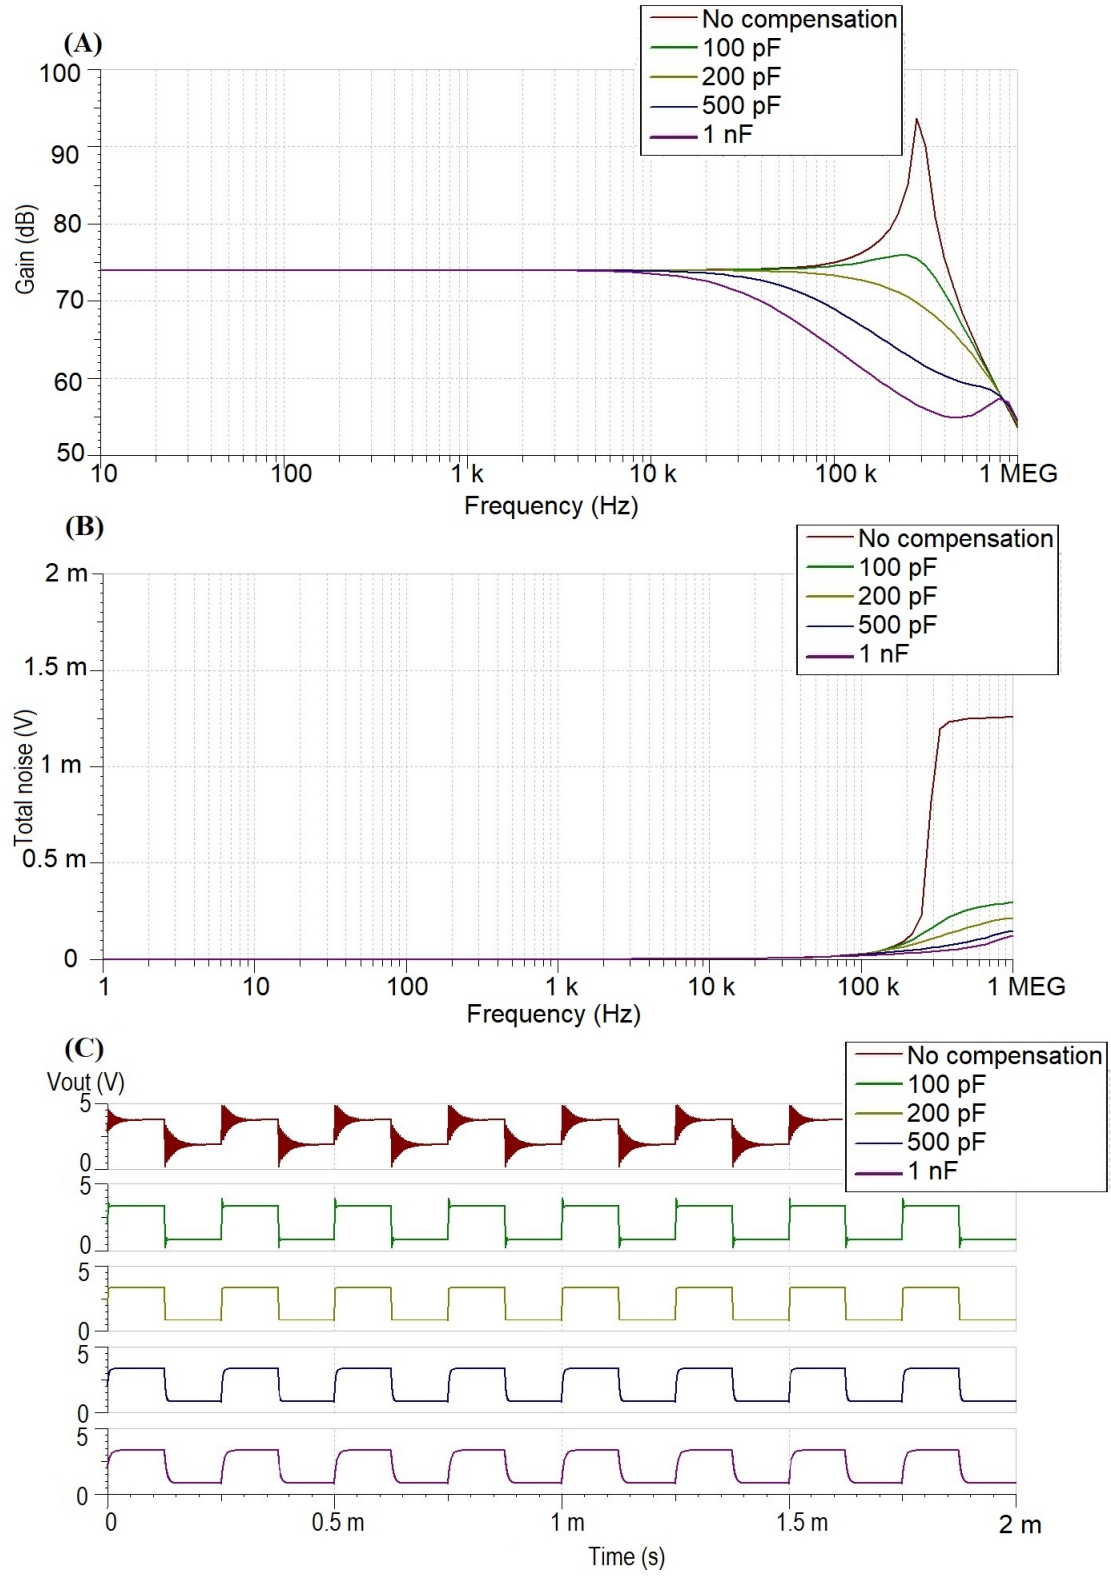 (A)
No compensation
100 pF
200 pF
500 pF
1 nF
Gain (dB)
100
90
80
70
60
50
10 100 1 k 10 k 100 k 1 MEG
Frequency (Hz)
(B)
No compensation
100 pF
200 pF
500 pF
1 nF
Total noise (V)
2 m
1.5 m
1 m
0.5 m
0
1 10 100 1 k 10 k 100 k 1 MEG
Frequency (Hz)
(C)
No compensation
100 pF
200 pF
500 pF
1 nF
Vout (V)
5
0
5
0
5
0
5
0
5
0
0 0.5 m 1 m 1.5 m 2 m
Time (s)